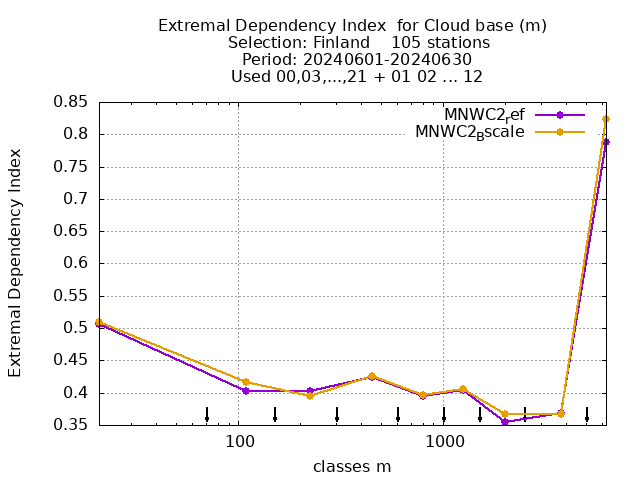 Extremal Dependency Index  for Cloud base (m)
Selection: Finland    105 stations
Period: 20240601-20240630
Used 00,03,...,21 + 01 02 ... 12
MNWC2_ref
MNWC2_Bscale
0.85
0.8
0.75
0.7
0.65
0.6
0.55
0.5
0.45
0.4
0.35
Extremal Dependency Index
100
1000
classes m